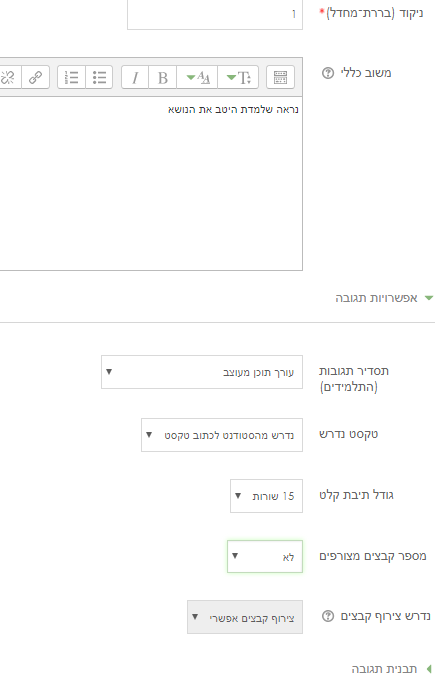 ניקוד (בררת־מחדל)*
1
משוב כללי
נראה שלמדת היטב את הנושא
אפשרויות תגובה
תסדיר תגובות
(התלמידים)
עורך תוכן מעוצב
טקסט נדרש
נדרש מהסטודנט לכתוב טקסט
גודל תיבת קלט
15 שורות
מספר קבצים מצורפים
לא
נדרש צירוף קבצים
צירוף קבצים אפשרי
תבנית תגובה